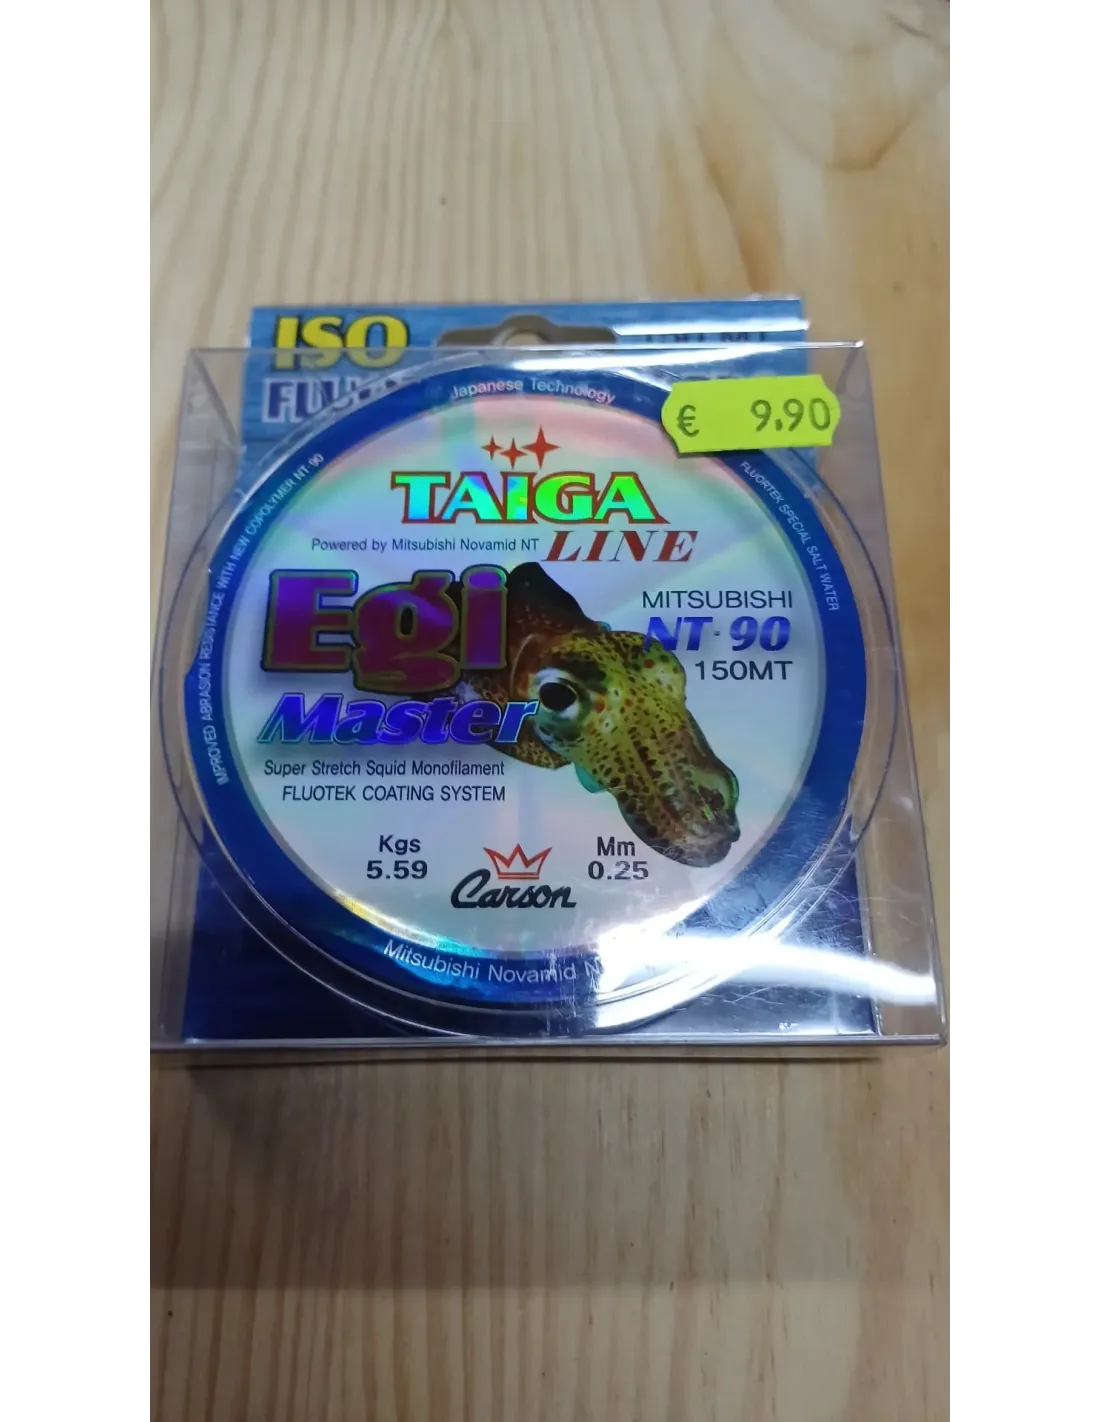 ISO
Japanese Technology
€ 9.90
IMPROVED ABRASION RESISTANCE WITH NEW COPOLYMER NT-90
FLUORTEK SPECIAL SALT WATER
TAIGA
LINE
Powered by Mitsubishi Novamid NT
Egi
Master
MITSUBISHI
NT-90
150MT
Super Stretch Squid Monofilament
FLUOTEK COATING SYSTEM
Kgs
5.59
Mm
0.25
Carson
Mitsubishi Novamid